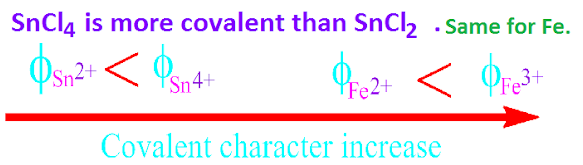 SnCl₄ is more covalent than SnCl₂ . Same for Fe.
ϕSn²⁺ < ϕSn⁴⁺ ϕFe²⁺ < ϕFe³⁺
Covalent character increase